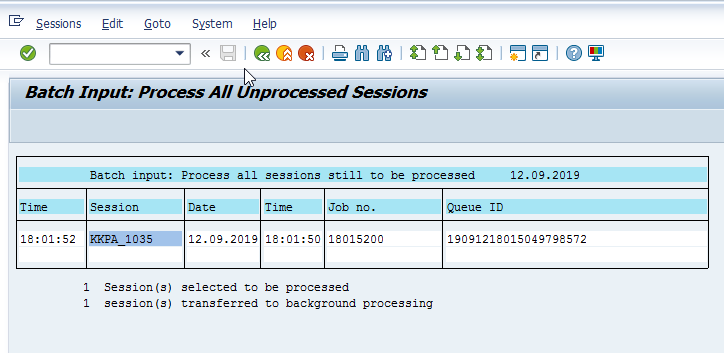 Sessions Edit Goto System Help
Batch Input: Process All Unprocessed Sessions
Batch input: Process all sessions still to be processed 12.09.2019
Time Session Date Time Job no. Queue ID
18:01:52 KKPA_1035 12.09.2019 18:01:50 18015200 19091218015049798572
1 Session(s) selected to be processed
1 session(s) transferred to background processing